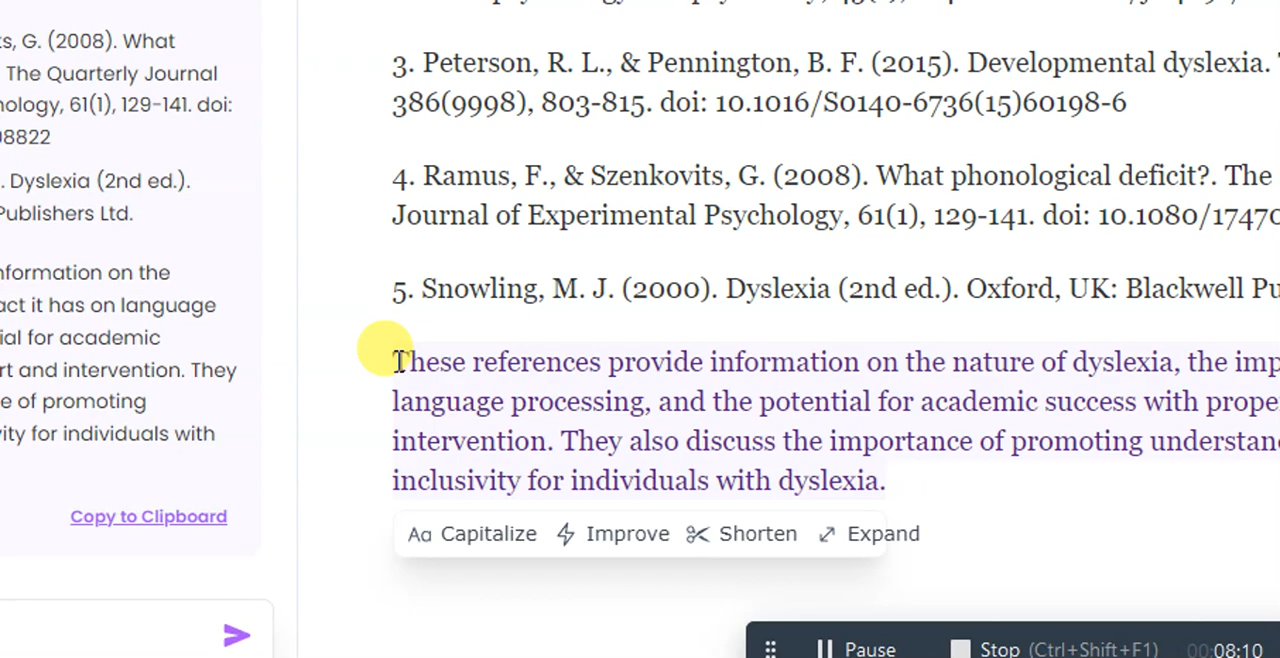 ts, G. (2008). What
The Quarterly Journal
nology, 61(1), 129-141. doi:
08822
. Dyslexia (2nd ed.).
Publishers Ltd.
nformation on the
act it has on language
ial for academic
rt and intervention. They
e of promoting
vity for individuals with
Copy to Clipboard
3. Peterson, R. L., & Pennington, B. F. (2015). Developmental dyslexia.
386(9998), 803-815. doi: 10.1016/S0140-6736(15)60198-6
4. Ramus, F., & Szenkovits, G. (2008). What phonological deficit?. The
Journal of Experimental Psychology, 61(1), 129-141. doi: 10.1080/17470
5. Snowling, M. J. (2000). Dyslexia (2nd ed.). Oxford, UK: Blackwell Pu
These references provide information on the nature of dyslexia, the imp
language processing, and the potential for academic success with prope
intervention. They also discuss the importance of promoting understan
inclusivity for individuals with dyslexia.
Aa Capitalize Improve Shorten Expand
Pause Stop (Ctrl+Shift+F1) 00:08:10